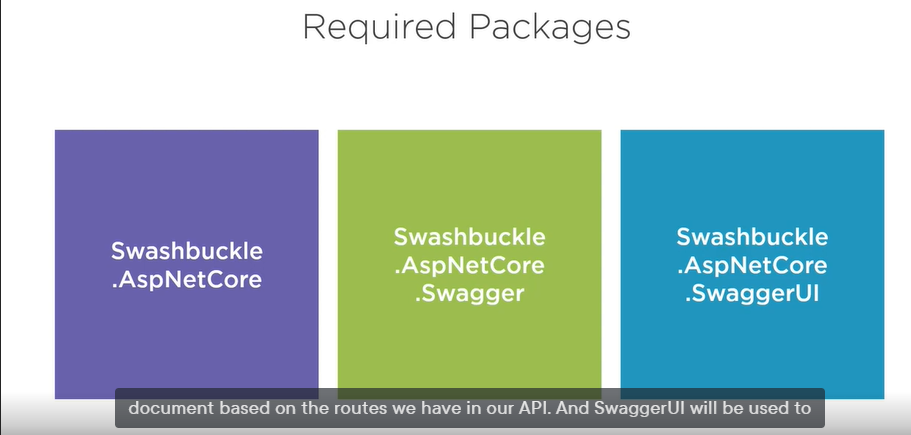 Required Packages
Swashbuckle
.AspNetCore
Swashbuckle
.AspNetCore
.Swagger
Swashbuckle
.AspNetCore
.SwaggerUI
document based on the routes we have in our API. And SwaggerUI will be used to